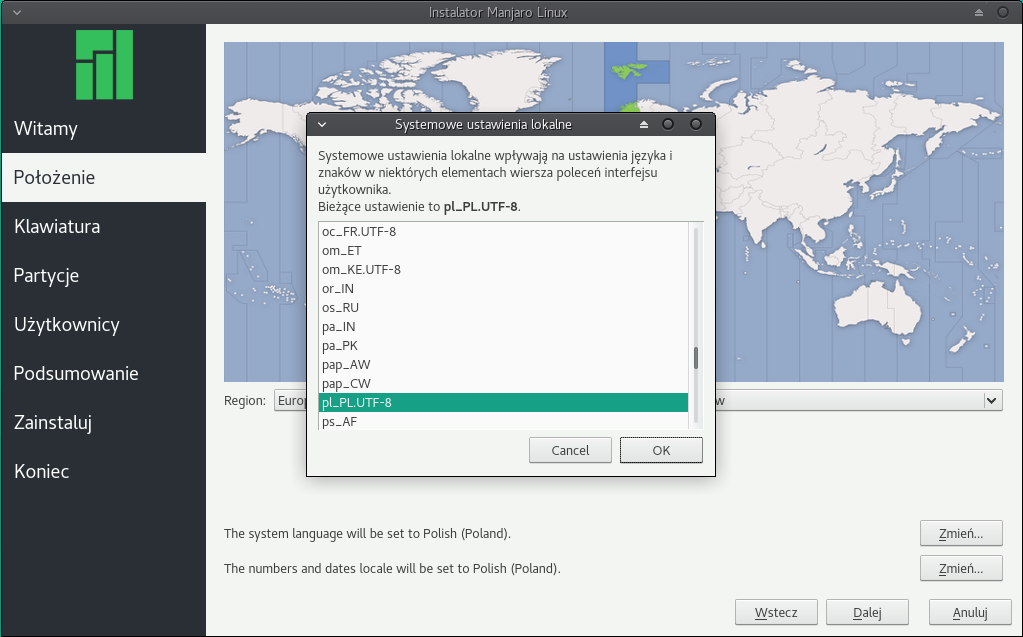 Instalator Manjaro Linux
Witamy
Położenie
Klawiatura
Partycje
Użytkownicy
Podsumowanie
Zainstaluj
Koniec
Systemowe ustawienia lokalne
Systemowe ustawienia lokalne wpływają na ustawienia języka i
znaków w niektórych elementach wiersza poleceń interfejsu
użytkownika.
Bieżące ustawienie to pl_PL.UTF-8.
oc_FR.UTF-8
om_ET
om_KE.UTF-8
or_IN
os_RU
pa_IN
pa_PK
pap_AW
pap_CW
pl_PL.UTF-8
ps_AF
Cancel
OK
Region:
The system language will be set to Polish (Poland).
Zmień...
The numbers and dates locale will be set to Polish (Poland).
Zmień...
Wstecz
Dalej
Anuluj